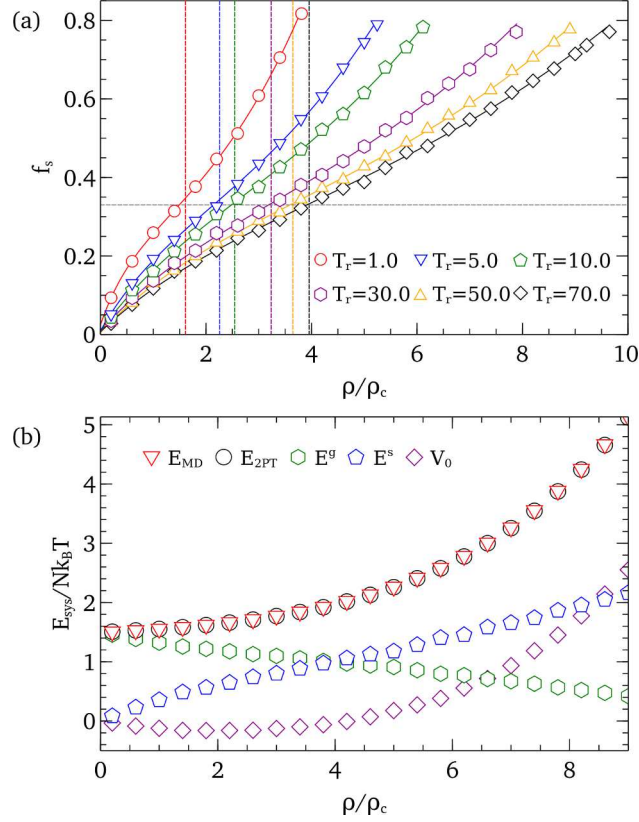 (a)
0.8
0.6
0.4
0.2
0
f_s
T_r=1.0 T_r=5.0 T_r=10.0
T_r=30.0 T_r=50.0 T_r=70.0
0 2 4 6 8 10
ρ/ρ_c
(b)
5
4
3
2
1
0
E_sys/Nk_BT
E_MD E_2PT E^g E^s V_0
0 2 4 6 8
ρ/ρ_c